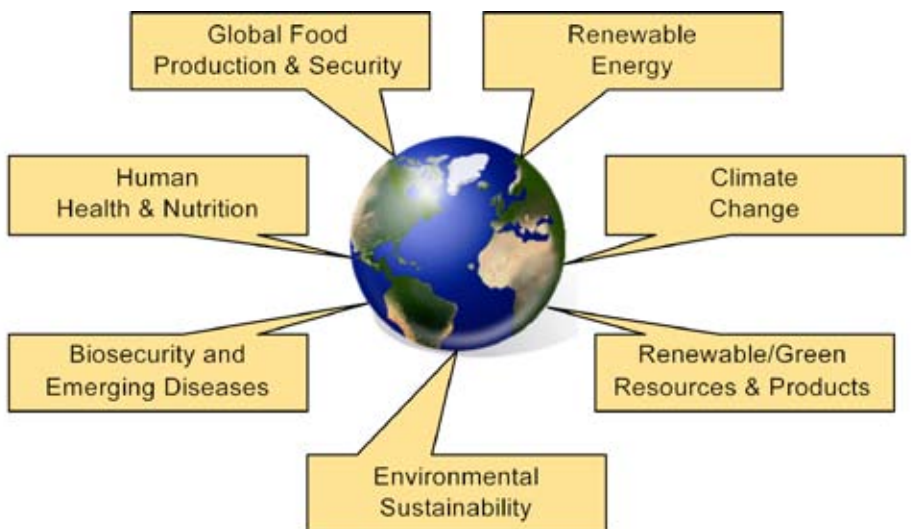 Global Food
Production & Security
Renewable
Energy
Human
Health & Nutrition
Climate
Change
Biosecurity and
Emerging Diseases
Renewable/Green
Resources & Products
Environmental
Sustainability